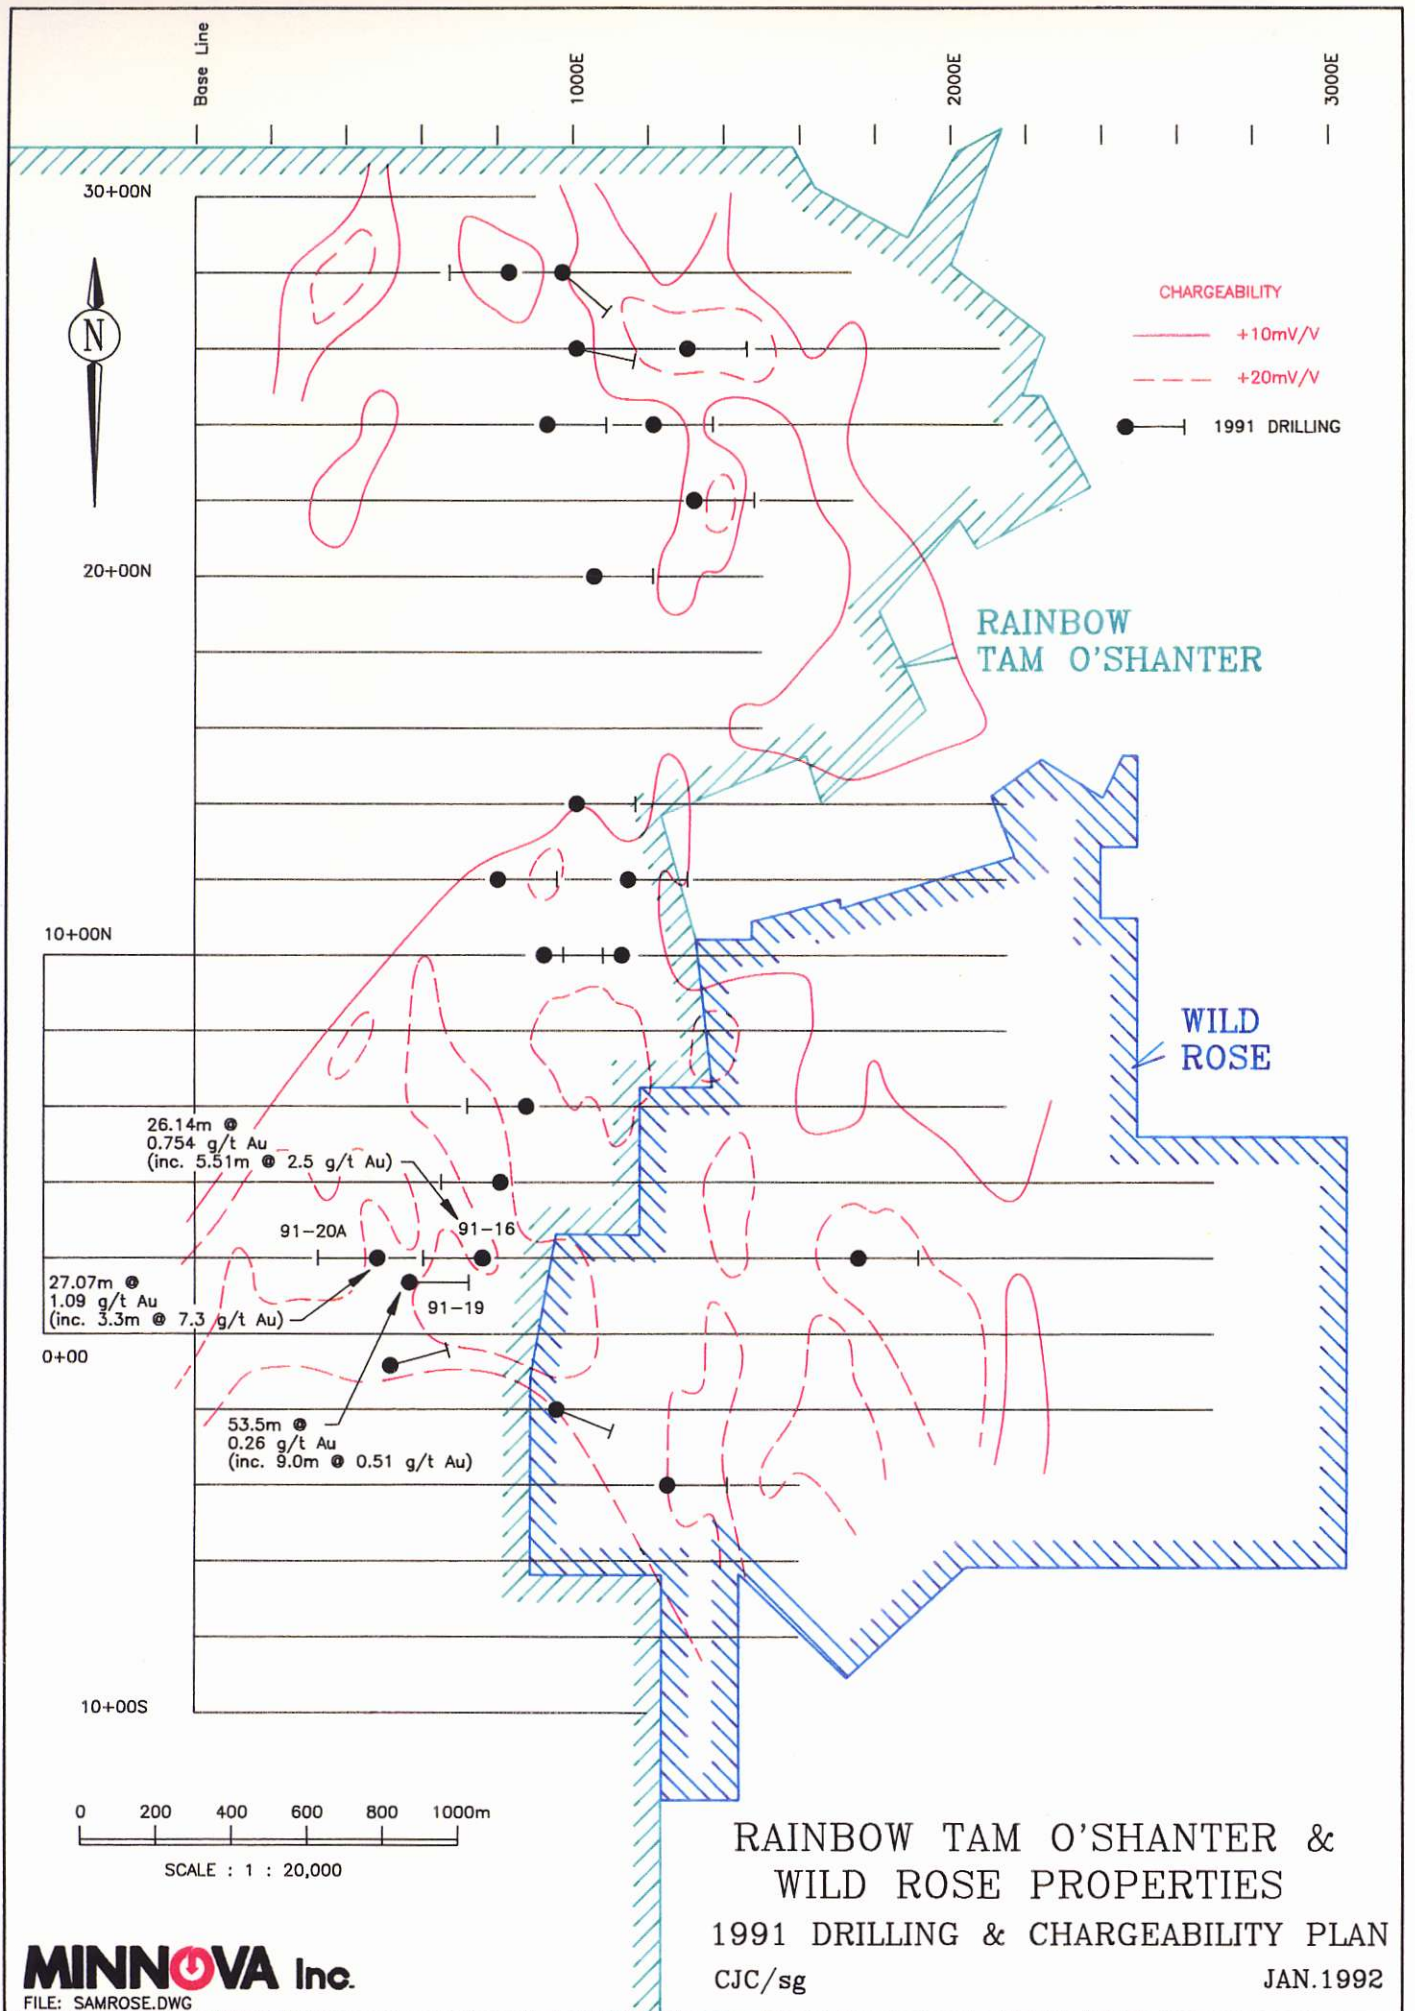 Base Line
1000E
2000E
3000E
30+00N
N
CHARGEABILITY
+10mV/V
+20mV/V
1991 DRILLING
20+00N
RAINBOW
TAM O'SHANTER
10+00N
WILD
ROSE
26.14m @
0.754 g/t Au
(inc. 5.51m @ 2.5 g/t Au)
91-20A
91-16
27.07m @
1.09 g/t Au
(inc. 3.3m @ 7.3 g/t Au)
91-19
0+00
53.5m @
0.26 g/t Au
(inc. 9.0m @ 0.51 g/t Au)
10+00S
0 200 400 600 800 1000m
SCALE : 1 : 20,000
RAINBOW TAM O'SHANTER &
WILD ROSE PROPERTIES
1991 DRILLING & CHARGEABILITY PLAN
CJC/sg JAN.1992
MINNOVA Inc.
FILE: SAMROSE.DWG